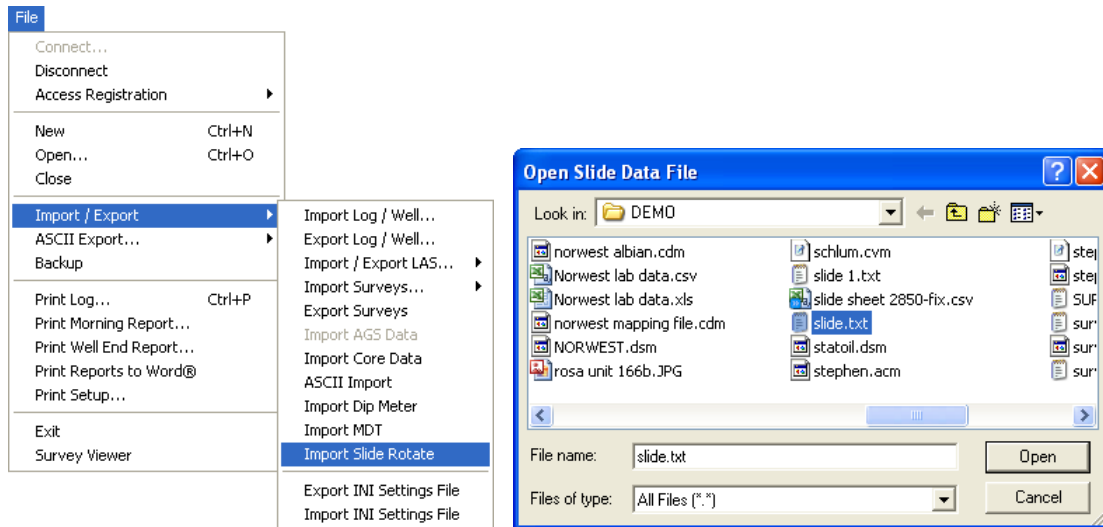 File
Connect...
Disconnect
Access Registration
New Ctrl+N
Open... Ctrl+O
Close
Import / Export
ASCII Export...
Backup
Print Log... Ctrl+P
Print Morning Report...
Print Well End Report...
Print Reports to Word®
Print Setup...
Exit
Survey Viewer
Import Log / Well...
Export Log / Well...
Import / Export LAS...
Import Surveys...
Export Surveys
Import AGS Data
Import Core Data
ASCII Import
Import Dip Meter
Import MDT
Import Slide Rotate
Export INI Settings File
Import INI Settings File
Open Slide Data File
Look in: DEMO
norwest albian.cdm
Norwest lab data.csv
Norwest lab data.xls
norwest mapping file.cdm
NORWEST.dsm
rosa unit 166b.JPG
schlum.cvm
slide 1.txt
slide sheet 2850-fix.csv
slide.txt
statoil.dsm
stephen.acm
File name: slide.txt
Open
Files of type: All Files (*.*)
Cancel